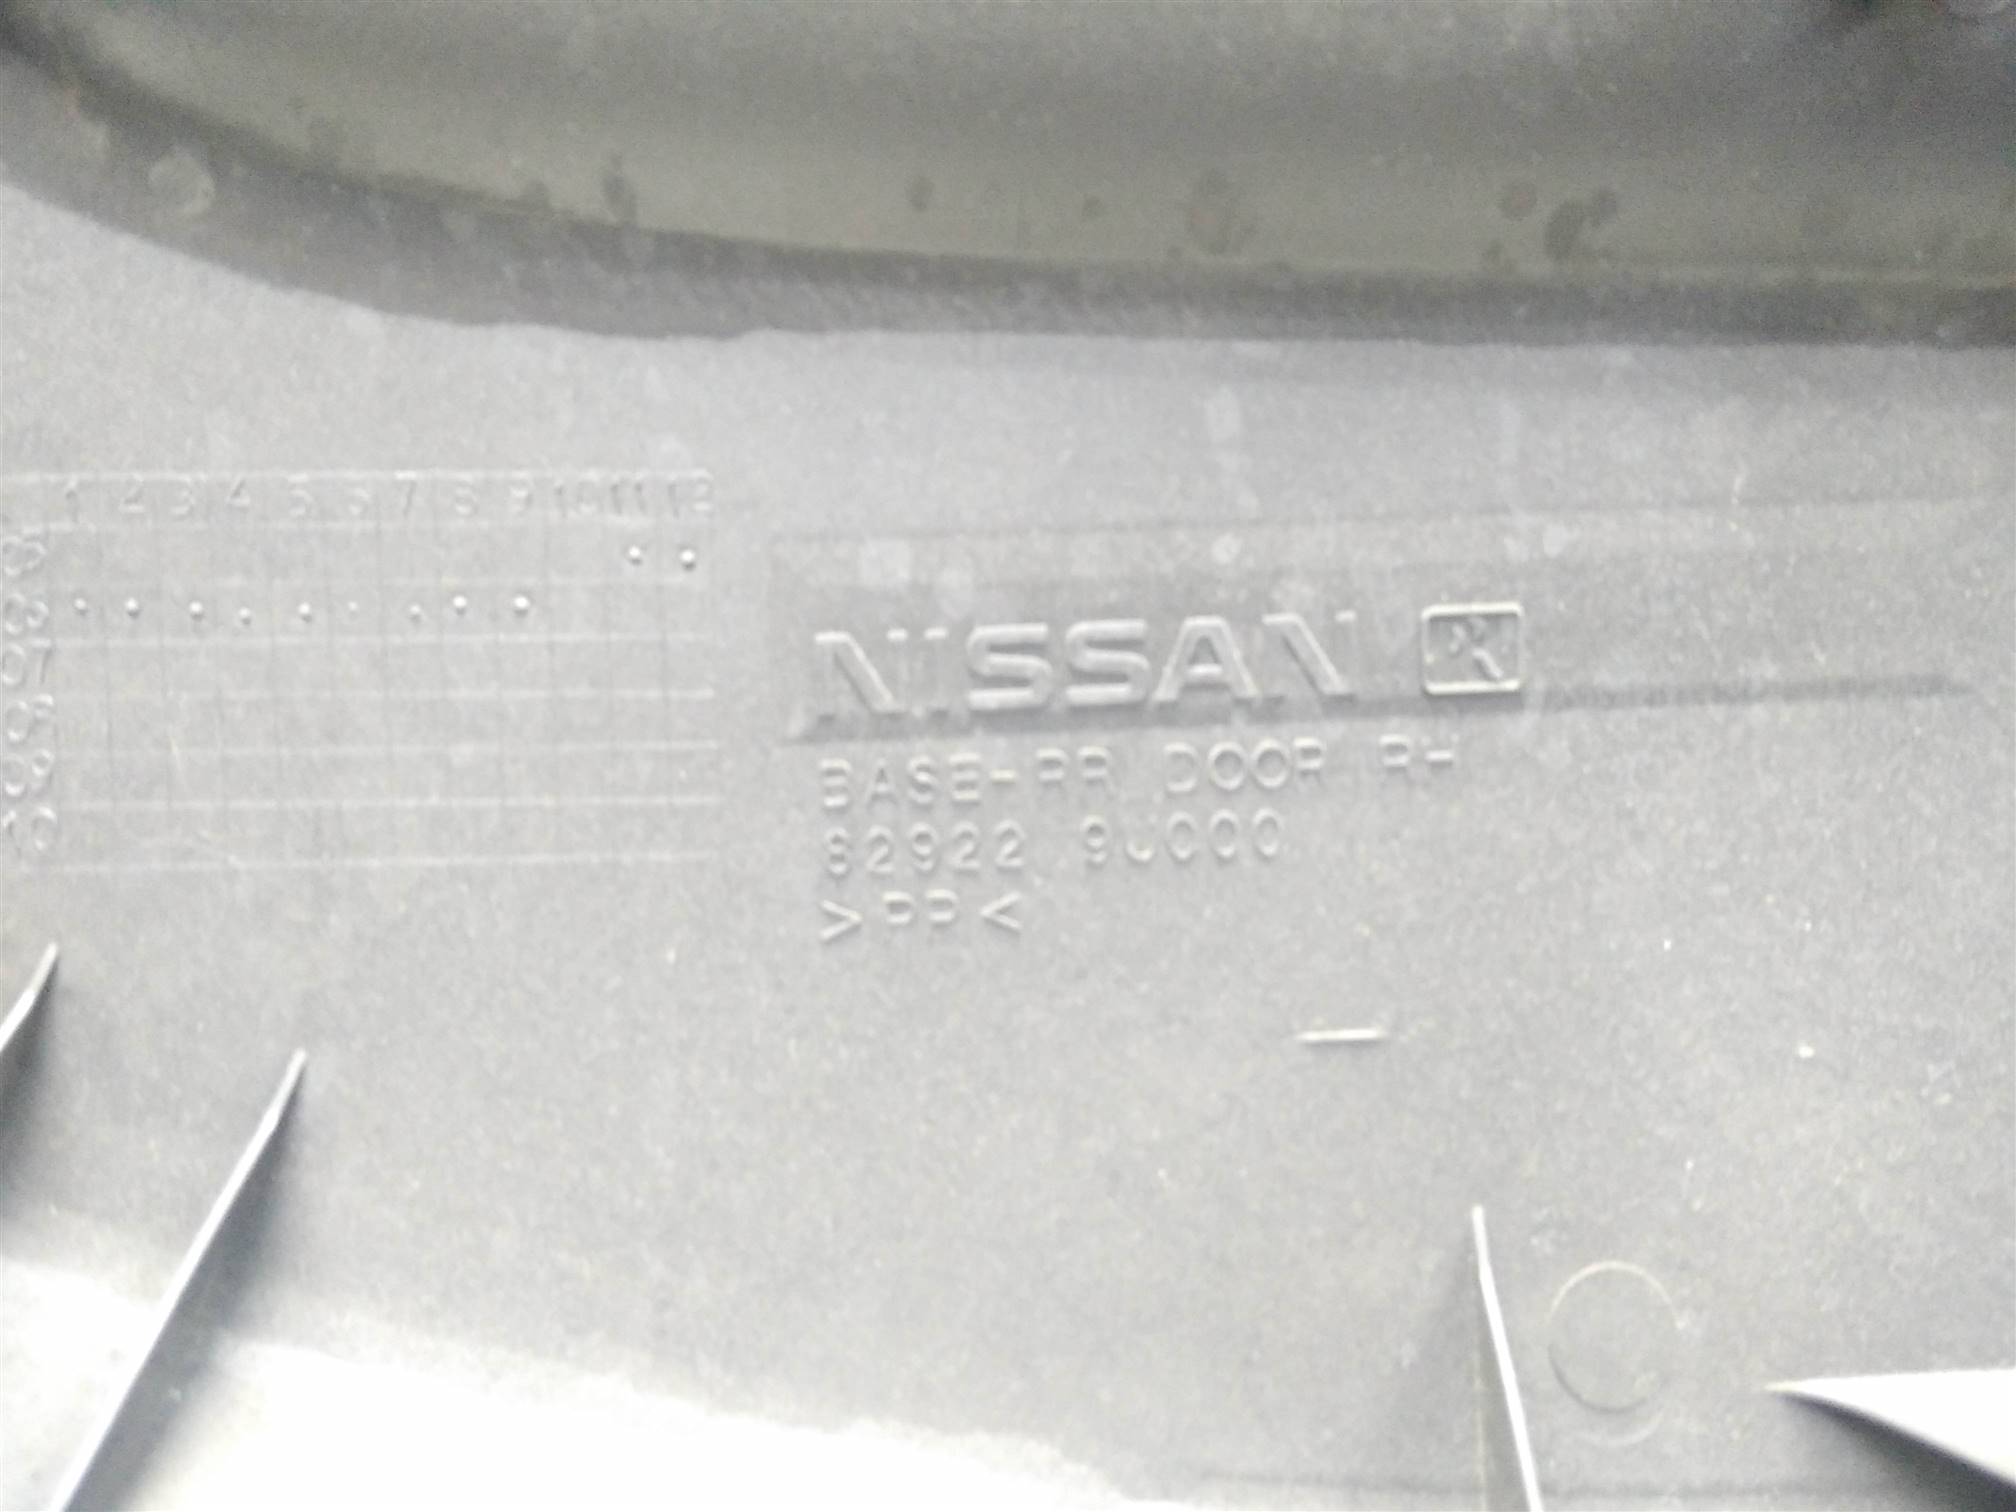 1 2 3 4 5 6 7 8 9 10 11 12
NISSAN
BASE-RR DOOR RH
82922 9U000
>PP<